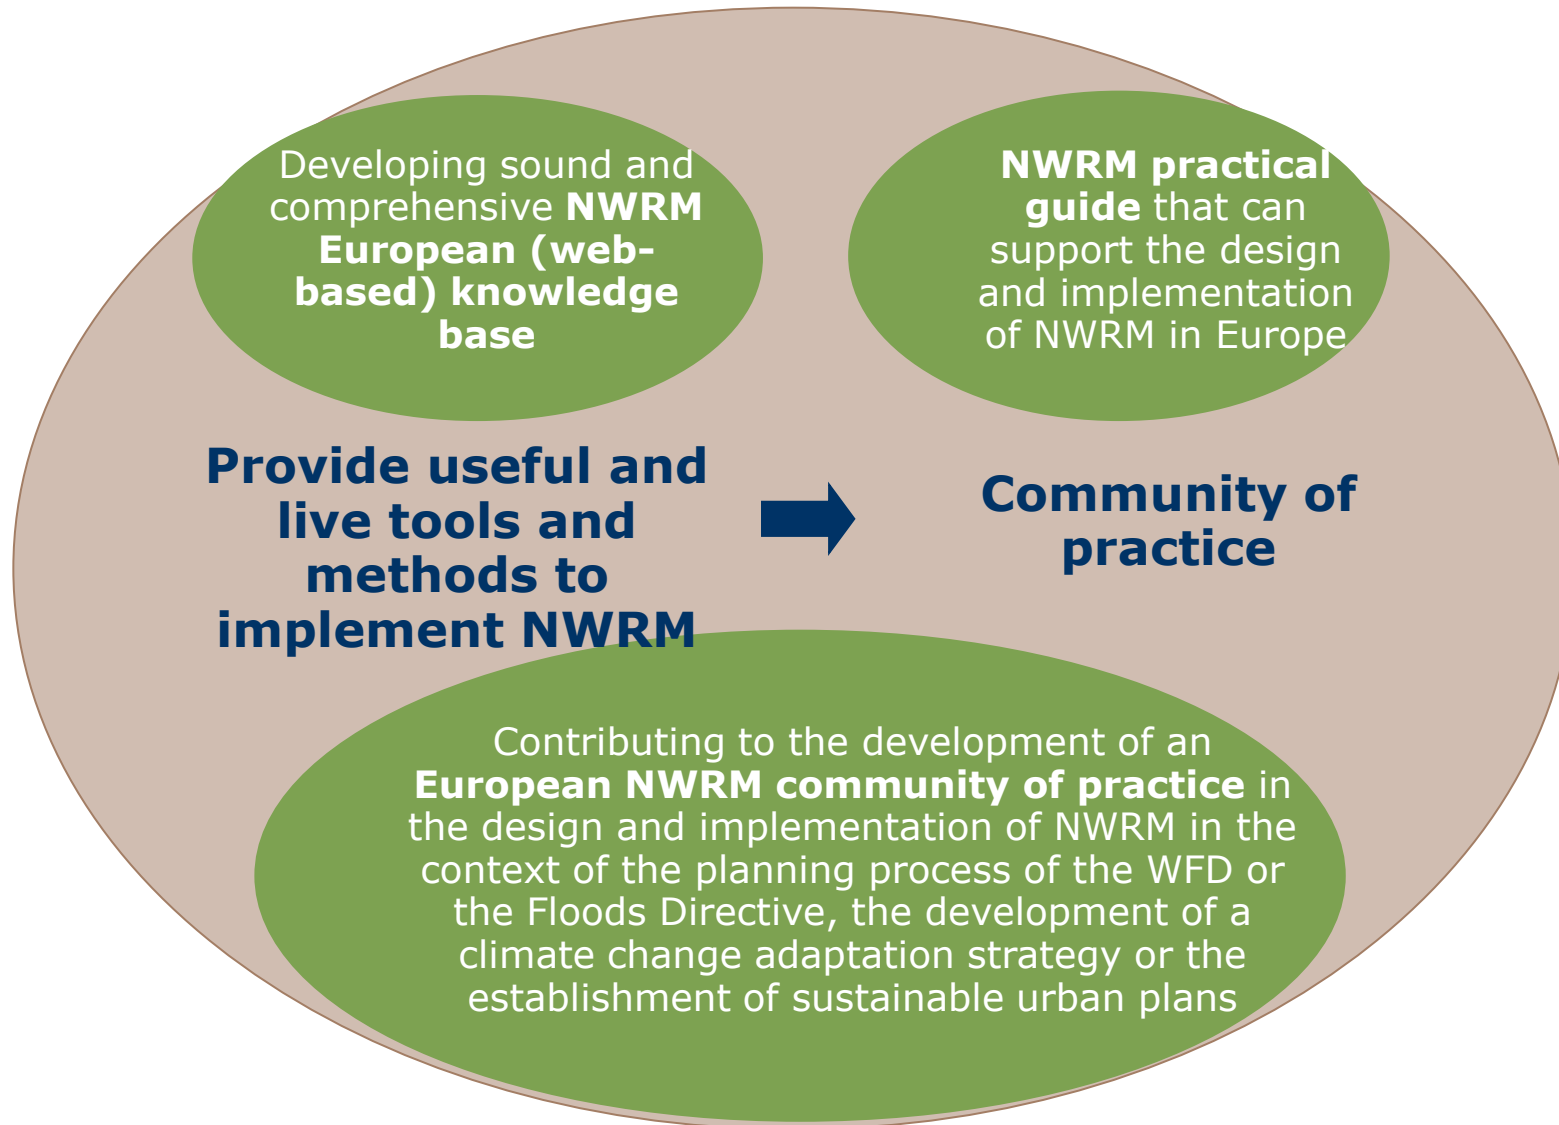 Developing sound and
comprehensive NWRM
European (web-
based) knowledge
base
NWRM practical
guide that can
support the design
and implementation
of NWRM in Europe
Provide useful and
live tools and
methods to
implement NWRM
Community of
practice
Contributing to the development of an
European NWRM community of practice in
the design and implementation of NWRM in the
context of the planning process of the WFD or
the Floods Directive, the development of a
climate change adaptation strategy or the
establishment of sustainable urban plans